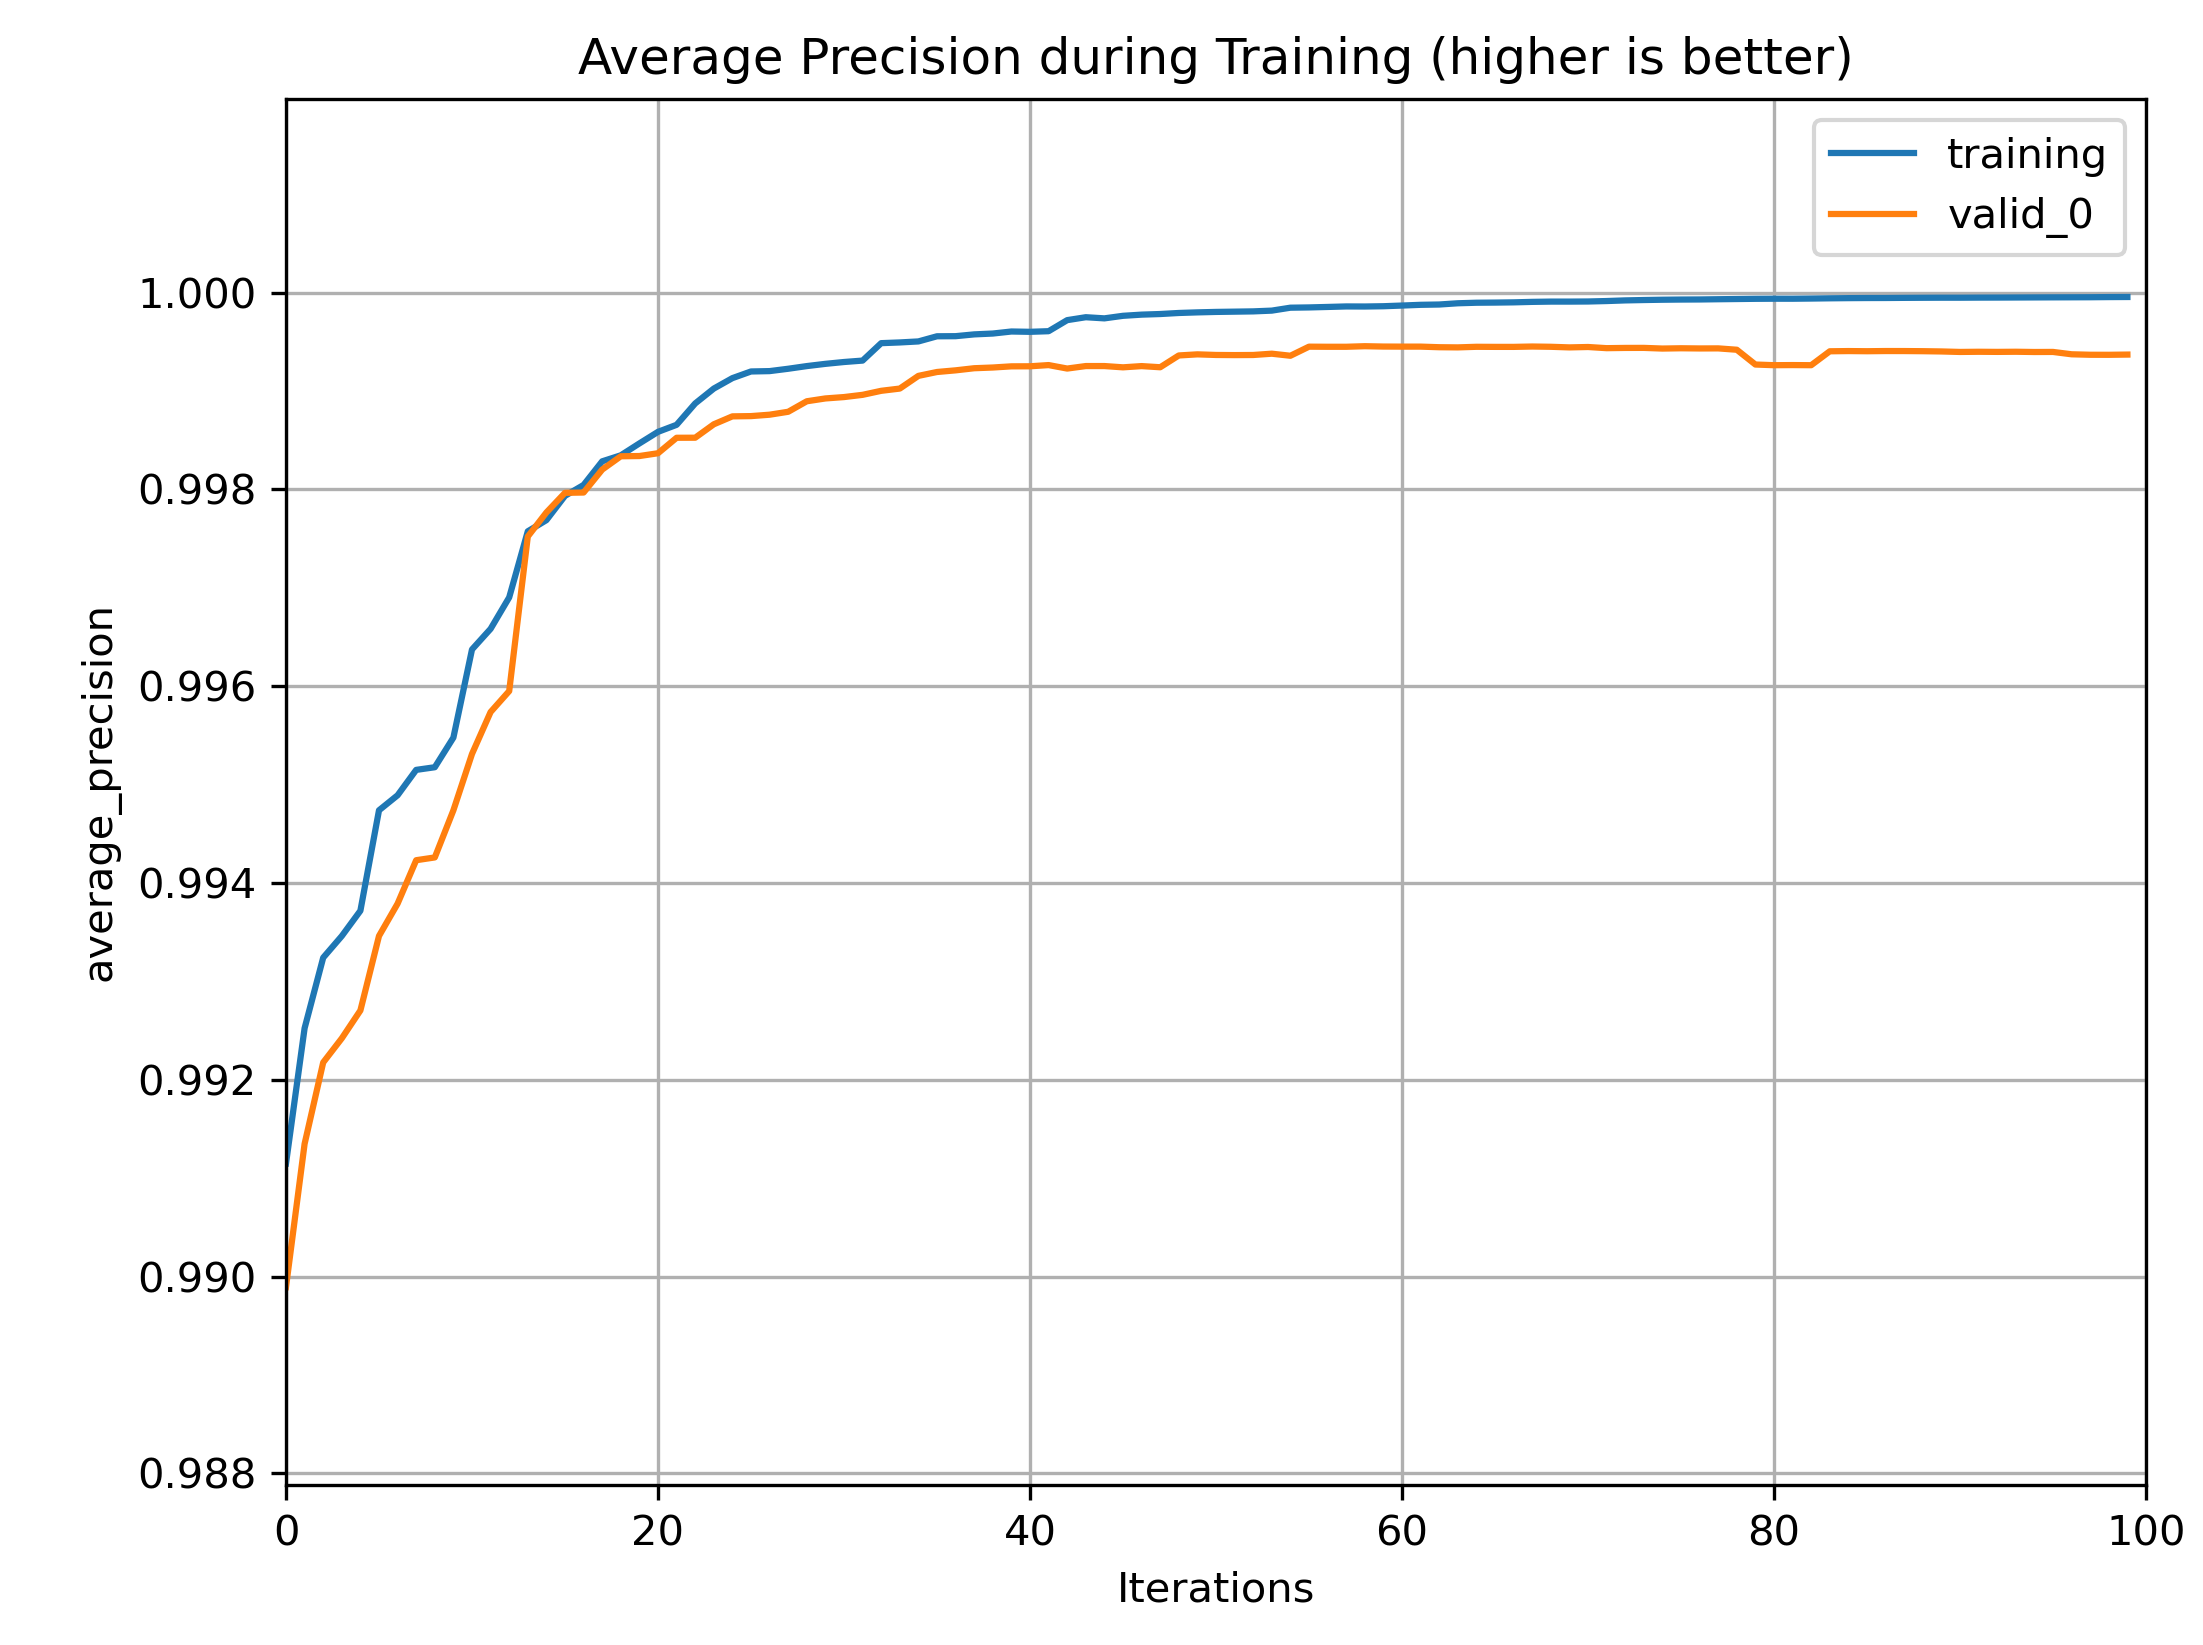 Average Precision during Training (higher is better)
training
valid_0
1.000
0.998
0.996
0.994
0.992
0.990
0.988
average_precision
0 20 40 60 80 100
Iterations